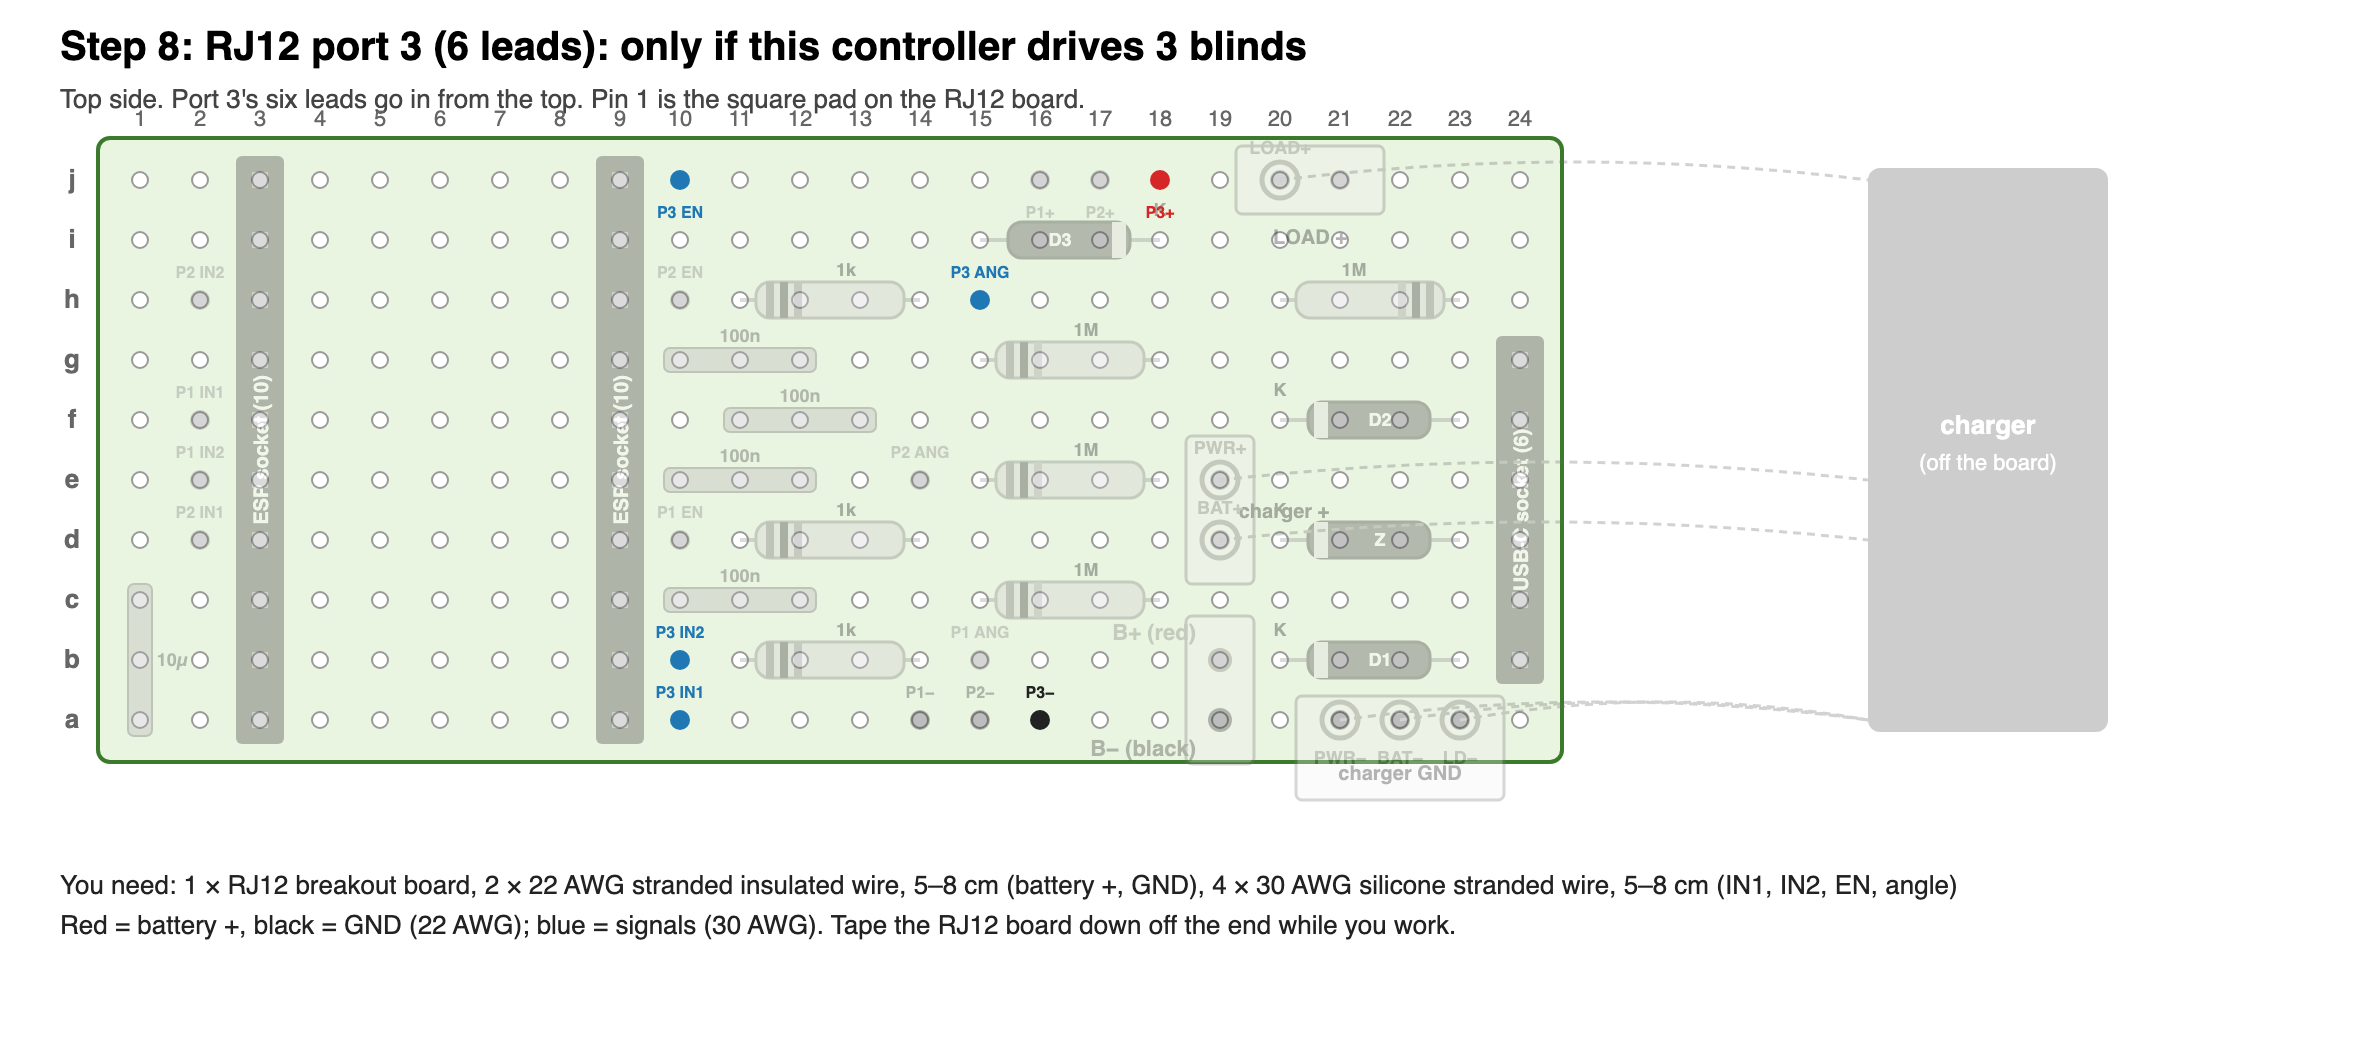 Step 8: RJ12 port 3 (6 leads): only if this controller drives 3 blinds
Top side. Port 3's six leads go in from the top. Pin 1 is the square pad on the RJ12 board.
1 2 3 4 5 6 7 8 9 10 11 12 13 14 15 16 17 18 19 20 21 22 23 24
LOAD+
j
P3 EN P1+ P2+ K P3+
i D3 LOAD +
P2 IN2 P2 EN 1k P3 ANG 1M
h
100n 1M
g
P1 IN1 100n K
f D2
P1 IN2 100n P2 ANG 1M PWR+
e
P2 IN1 P1 EN 1k BAT+ charger + K
d Z
100n 1M
c
P3 IN2 1k P1 ANG B+ (red) K
b 10µ D1
P3 IN1 P1– P2– P3–
a
B– (black) PWR– BAT– LD–
charger GND
ESP socket (10)
ESP socket (10)
USB-C socket (6)
charger
(off the board)
You need: 1 × RJ12 breakout board, 2 × 22 AWG stranded insulated wire, 5–8 cm (battery +, GND), 4 × 30 AWG silicone stranded wire, 5–8 cm (IN1, IN2, EN, angle)
Red = battery +, black = GND (22 AWG); blue = signals (30 AWG). Tape the RJ12 board down off the end while you work.